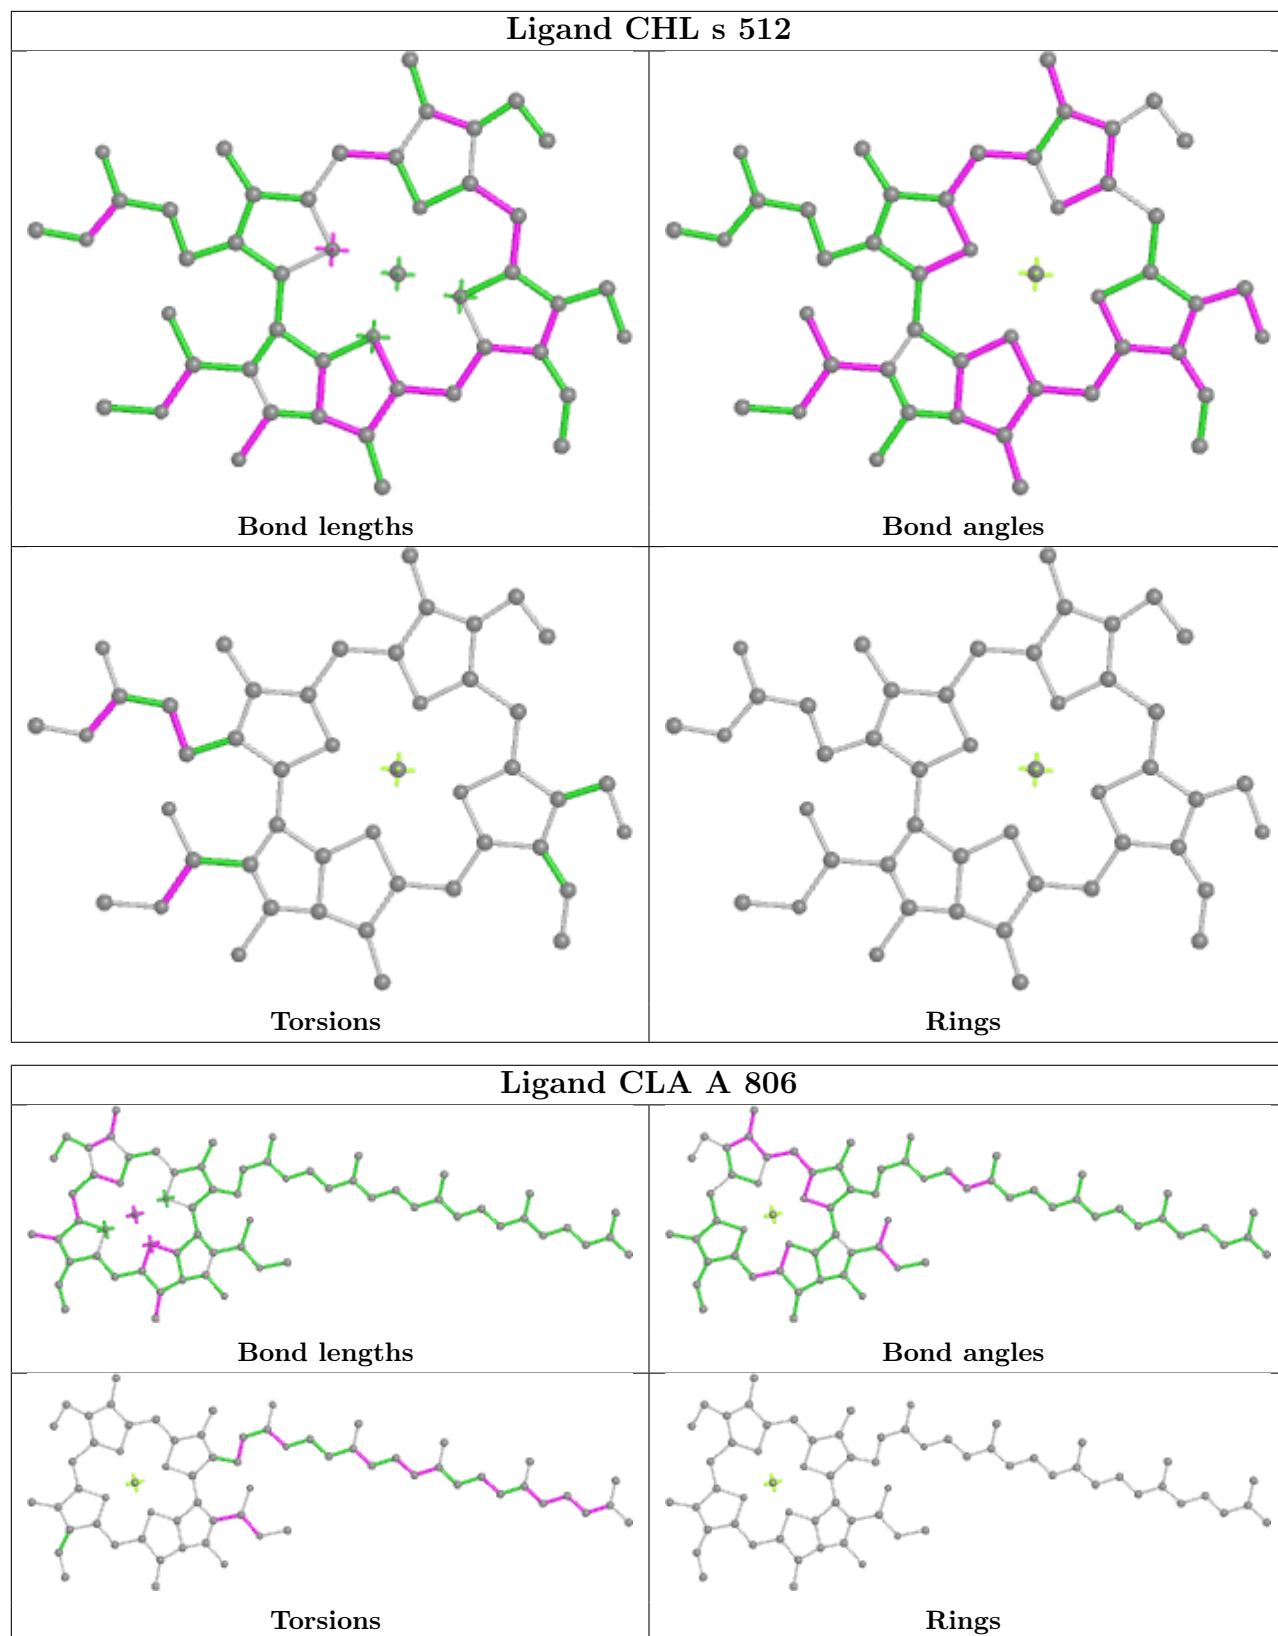 Ligand CHL s 512
Bond lengths
Bond angles
Torsions
Rings
Ligand CLA A 806
Bond lengths
Bond angles
Torsions
Rings